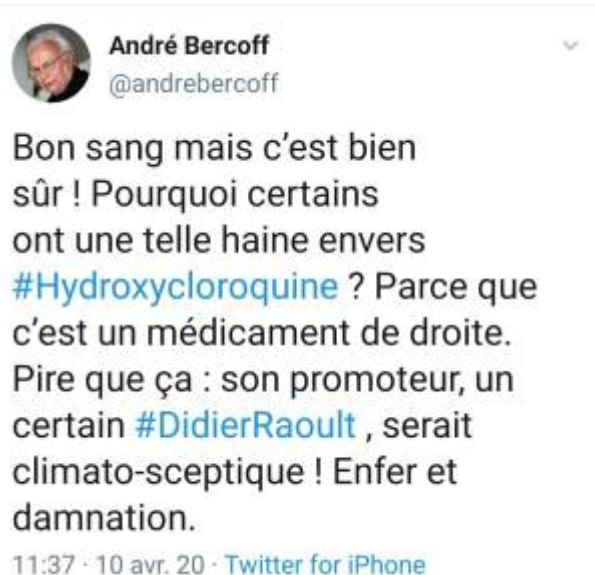 André Bercoff
@andrebercoff
Bon sang mais c’est bien
sûr ! Pourquoi certains
ont une telle haine envers
#Hydroxycloroquine ? Parce que
c’est un médicament de droite.
Pire que ça : son promoteur, un
certain #DidierRaoult , serait
climato-sceptique ! Enfer et
damnation.
11:37 · 10 avr. 20 · Twitter for iPhone